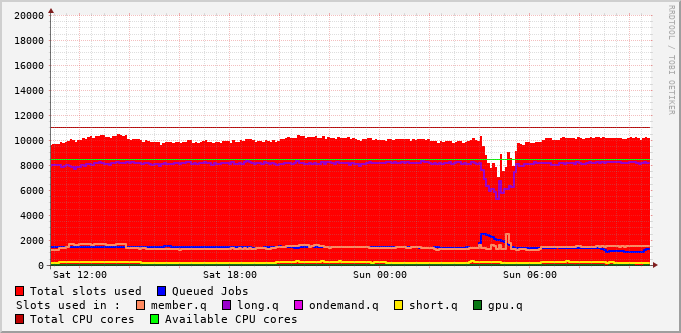 20000
18000
16000
14000
12000
10000
8000
6000
4000
2000
0
Sat 12:00 Sat 18:00 Sun 00:00 Sun 06:00
RRDTOOL / TOBI OETIKER
Total slots used Queued Jobs
Slots used in : member.q long.q ondemand.q short.q gpu.q
Total CPU cores Available CPU cores